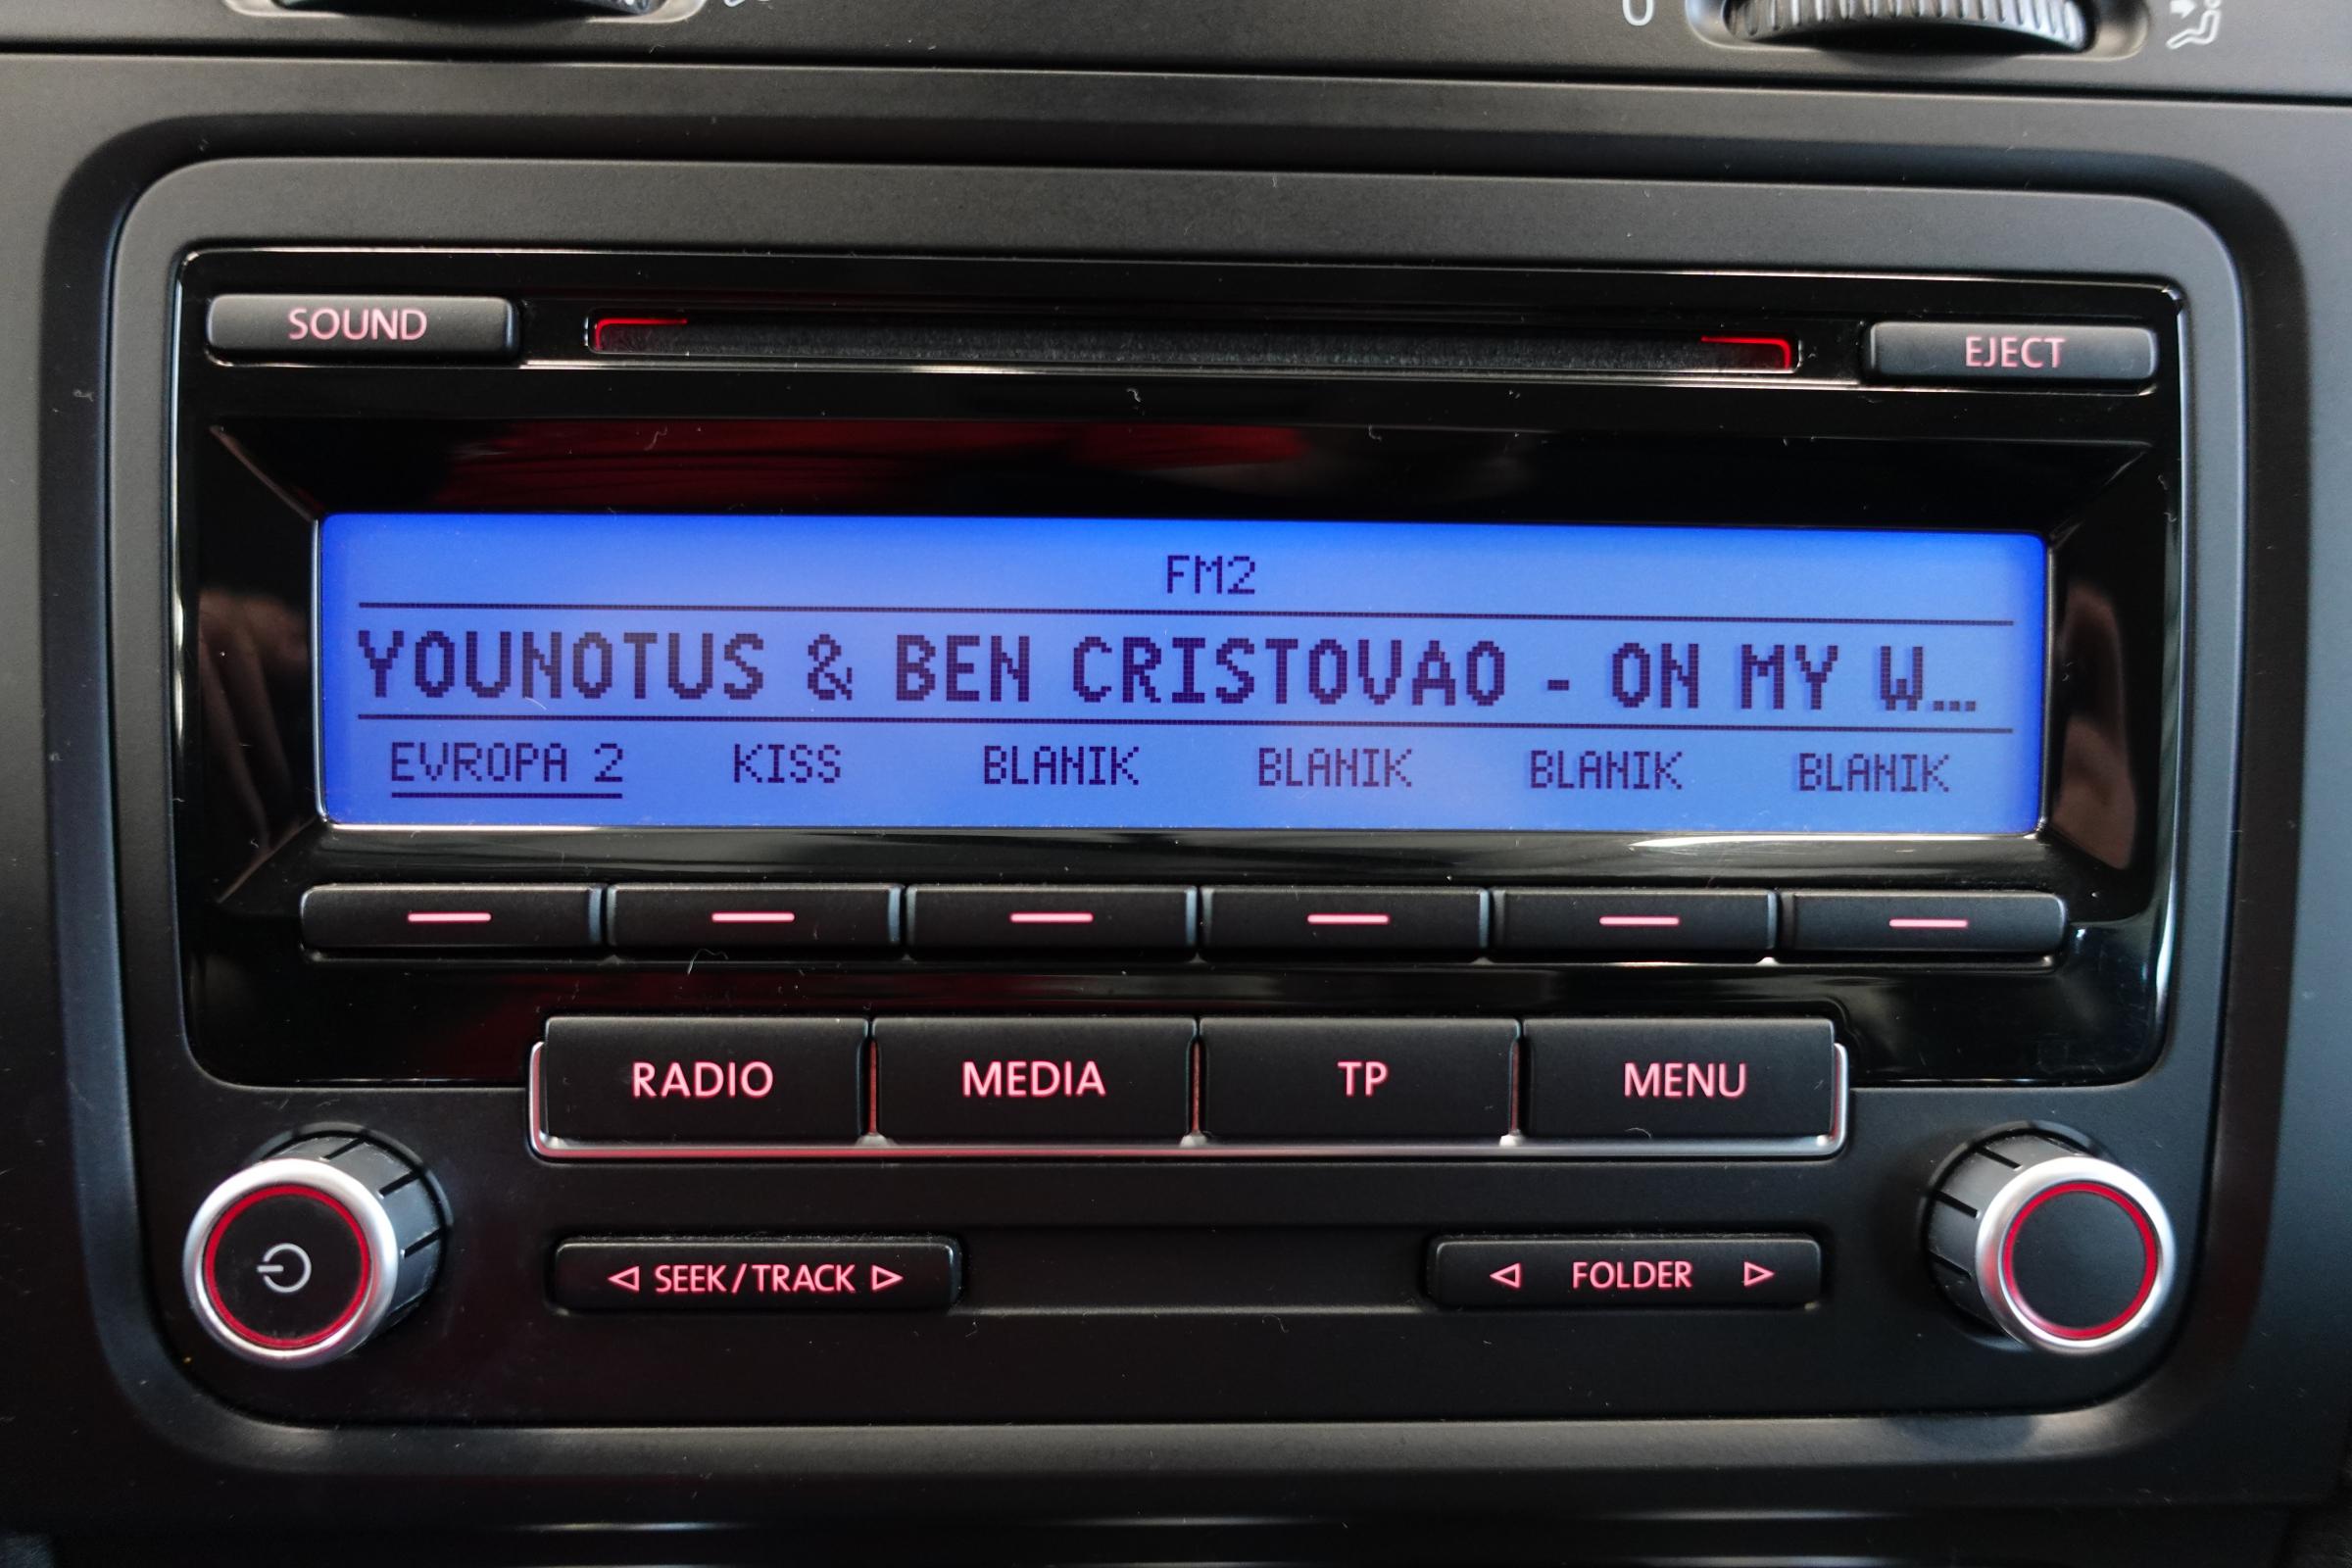 0
SOUND
EJECT
FM2
YOUNOTUS & BEN CRISTOVAO - ON MY W...
EVROPA 2 KISS BLANIK BLANIK BLANIK BLANIK
RADIO MEDIA TP MENU
SEEK/TRACK FOLDER